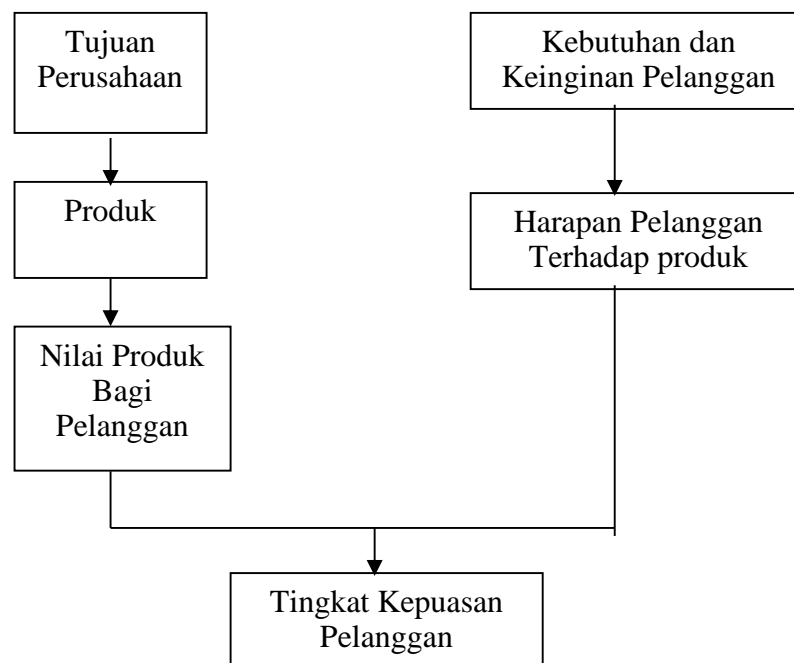 Tujuan
Perusahaan
Kebutuhan dan
Keinginan Pelanggan
Produk
Harapan Pelanggan
Terhadap produk
Nilai Produk
Bagi
Pelanggan
Tingkat Kepuasan
Pelanggan